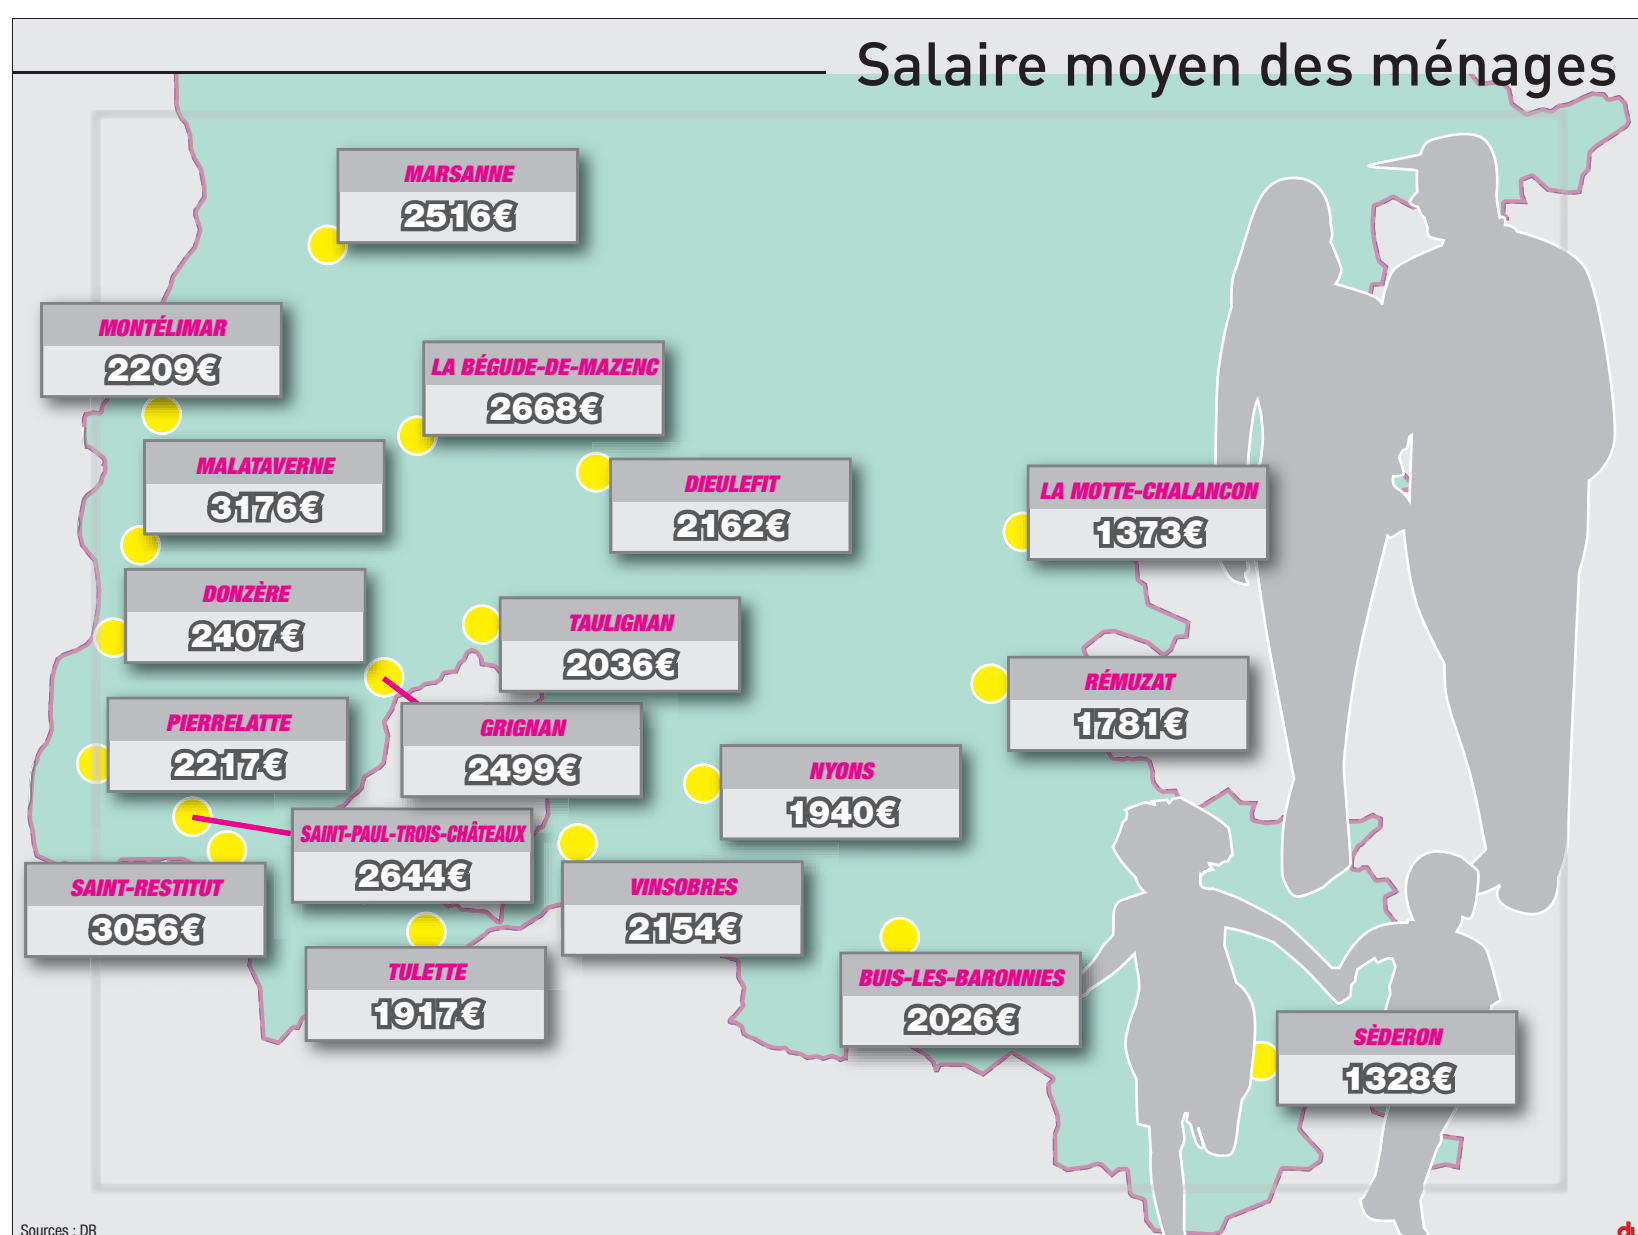 Salaire moyen des ménages
MARSANNE
2516€
MONTÉLIMAR
2209€
LA BÉGUDE-DE-MAZENC
2668€
MALATAVERNE
3176€
DIEULEFIT
2162€
LA MOTTE-CHALANCON
1373€
DONZÈRE
2407€
TAULIGNAN
2036€
RÉMUZAT
1781€
PIERRELATTE
2217€
GRIGNAN
2499€
NYONS
1940€
SAINT-PAUL-TROIS-CHÂTEAUX
2644€
SAINT-RESTITUT
3056€
VINSOBRES
2154€
TULETTE
1917€
BUIS-LES-BARONNIES
2026€
SÈDERON
1328€
Sources : DR